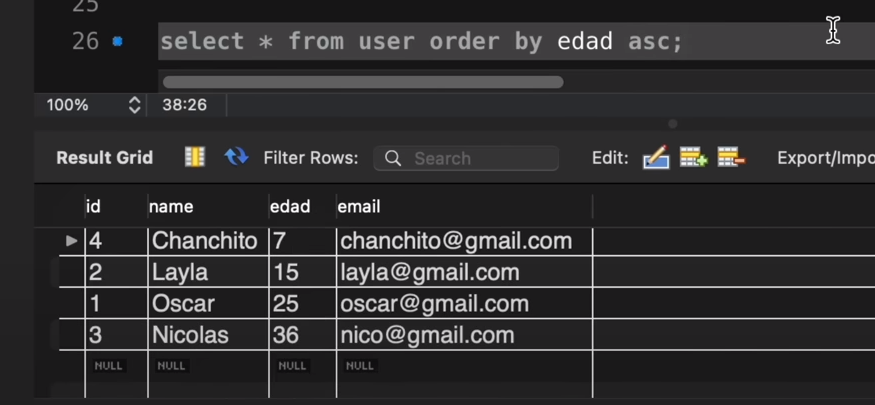 25
26 select * from user order by edad asc;
100% 38:26
Result Grid Filter Rows: Search Edit: Export/Impo
id name edad email
4 Chanchito 7 chanchito@gmail.com
2 Layla 15 layla@gmail.com
1 Oscar 25 oscar@gmail.com
3 Nicolas 36 nico@gmail.com
NULL NULL NULL NULL